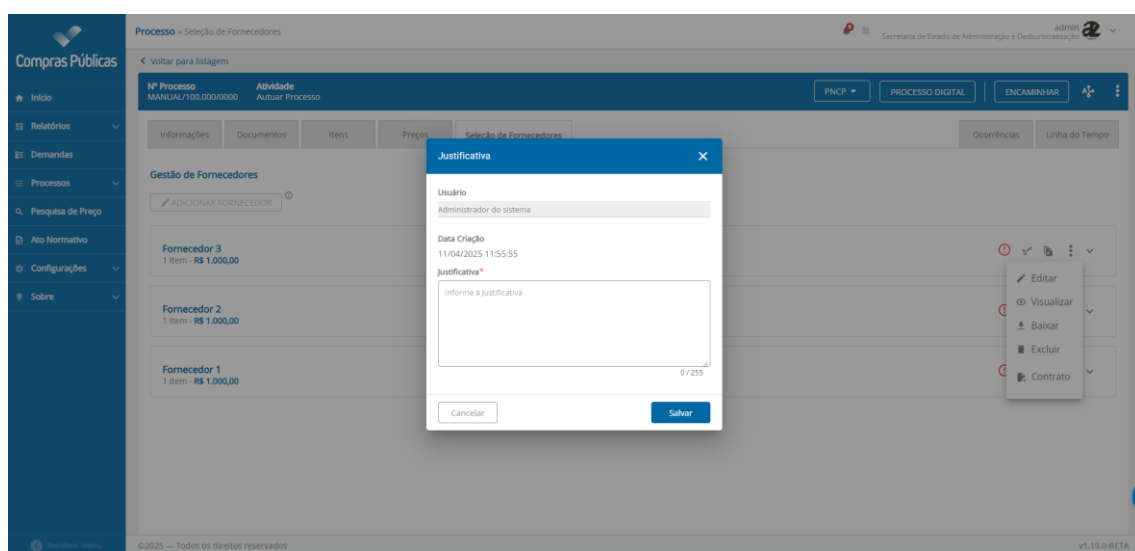 Compras Públicas
Início
Relatórios
Demandas
Processos
Pesquisa de Preço
Ato Normativo
Configurações
Sobre
Recolher menu
Processo » Seleção de Fornecedores
admin
Secretaria de Estado de Administração e Desburocratização
Voltar para listagem
Nº Processo
MANUAL/100.000/0000
Atividade
Autuar Processo
PNCP
PROCESSO DIGITAL
ENCAMINHAR
Informações
Documentos
Itens
Preços
Seleção de Fornecedores
Ocorrências
Linha do Tempo
Gestão de Fornecedores
ADICIONAR FORNECEDOR
Fornecedor 3
1 Item - R$ 1.000,00
Fornecedor 2
1 Item - R$ 1.000,00
Fornecedor 1
1 Item - R$ 1.000,00
Editar
Visualizar
Baixar
Excluir
Contrato
Justificativa
Usuário
Administrador do sistema
Data Criação
11/04/2025 11:55:55
Justificativa*
Informe a Justificativa
0 / 255
Cancelar
Salvar
©2025 — Todos os direitos reservados
v1.19.0-BETA